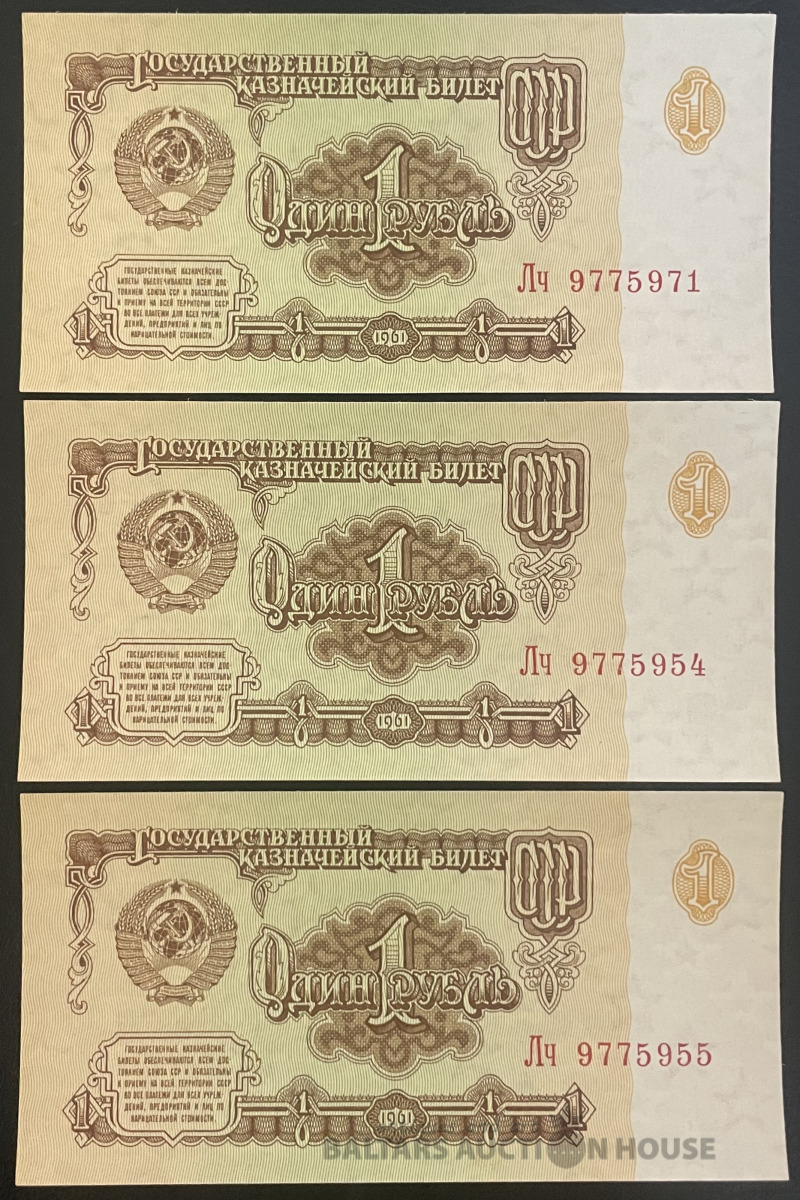 Государственный
казначейский билет
СССР
1
Один 1 рубль
Лч 9775971
Государственные казначейские
билеты обеспечиваются всем дос-
тоянием Союза ССР и обязательны
к приему на всей территории СССР
во все платежи для всех учреж-
дений, предприятий и лиц по
нарицательной стоимости.
1 1 1961 1 1
Государственный
казначейский билет
СССР
1
Один 1 рубль
Лч 9775954
Государственные казначейские
билеты обеспечиваются всем дос-
тоянием Союза ССР и обязательны
к приему на всей территории СССР
во все платежи для всех учреж-
дений, предприятий и лиц по
нарицательной стоимости.
1 1 1961 1 1
Государственный
казначейский билет
СССР
1
Один 1 рубль
Лч 9775955
Государственные казначейские
билеты обеспечиваются всем дос-
тоянием Союза ССР и обязательны
к приему на всей территории СССР
во все платежи для всех учреж-
дений, предприятий и лиц по
нарицательной стоимости.
1 1 1961 1 1
BALTARS AUCTION HOUSE